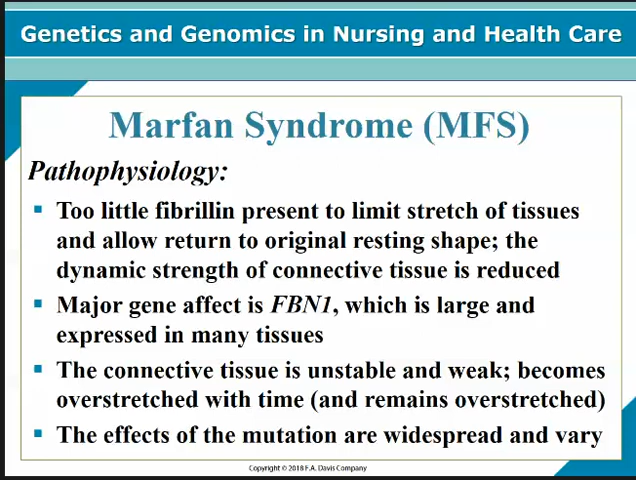 Genetics and Genomics in Nursing and Health Care
Marfan Syndrome (MFS)
Pathophysiology:
▪ Too little fibrillin present to limit stretch of tissues
and allow return to original resting shape; the
dynamic strength of connective tissue is reduced
▪ Major gene affect is FBN1, which is large and
expressed in many tissues
▪ The connective tissue is unstable and weak; becomes
overstretched with time (and remains overstretched)
▪ The effects of the mutation are widespread and vary
Copyright © 2018 F.A. Davis Company